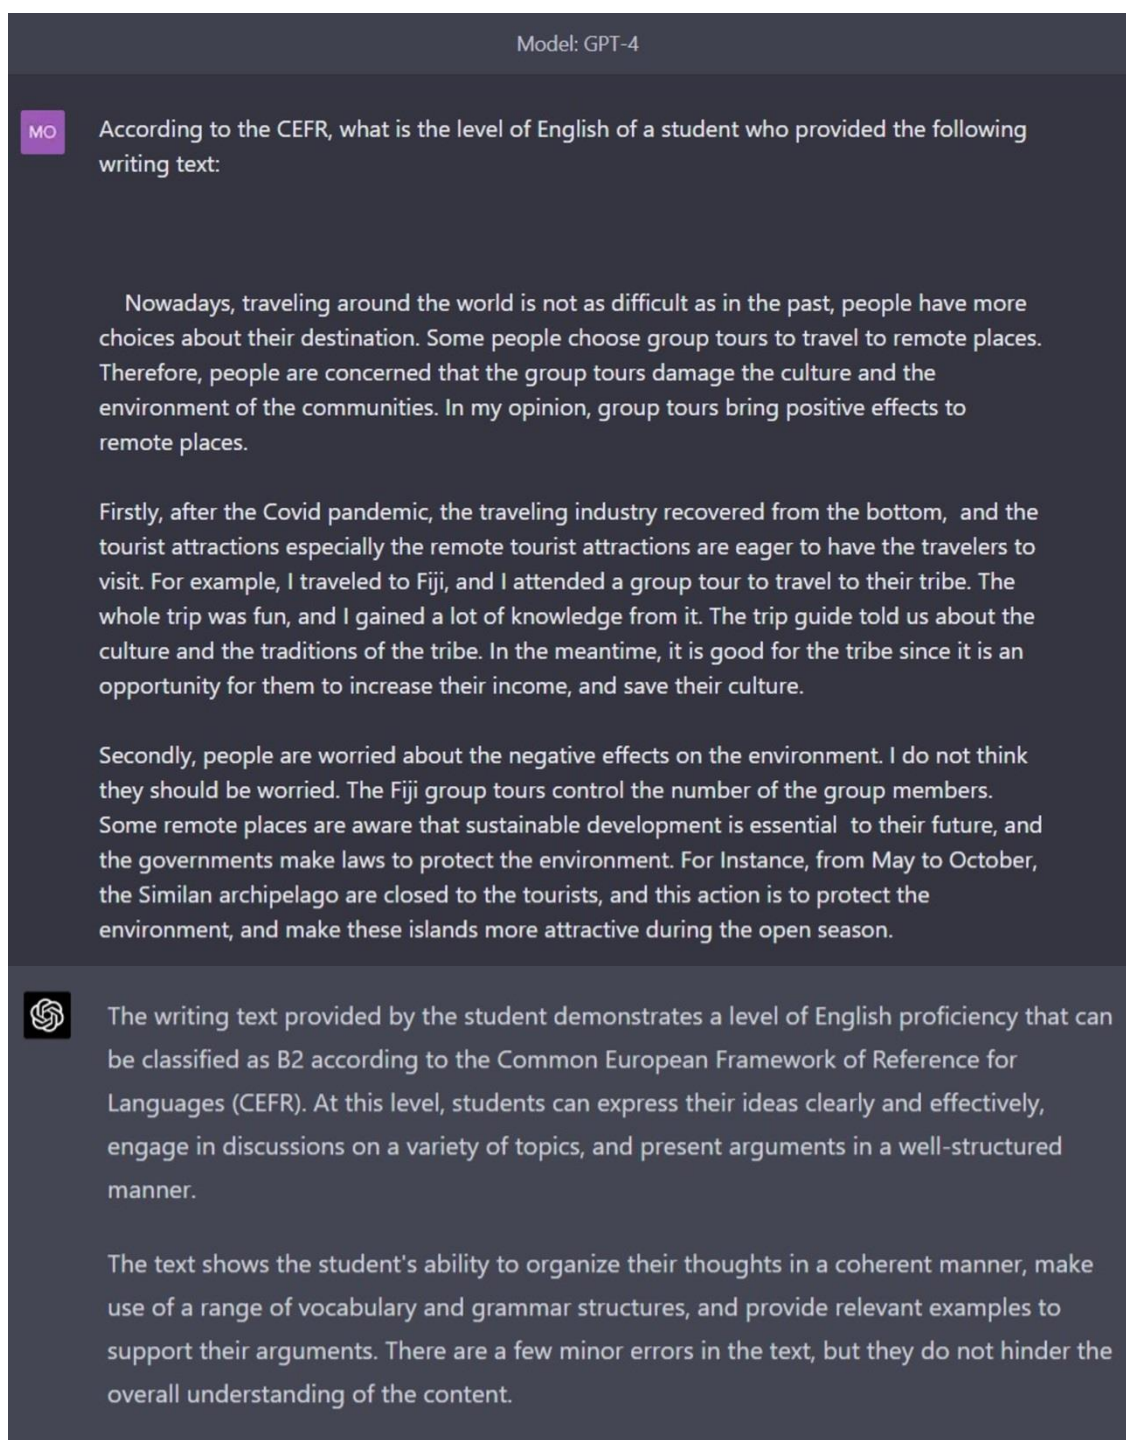 Model: GPT-4
MO
According to the CEFR, what is the level of English of a student who provided the following
writing text:
Nowadays, traveling around the world is not as difficult as in the past, people have more
choices about their destination. Some people choose group tours to travel to remote places.
Therefore, people are concerned that the group tours damage the culture and the
environment of the communities. In my opinion, group tours bring positive effects to
remote places.
Firstly, after the Covid pandemic, the traveling industry recovered from the bottom,  and the
tourist attractions especially the remote tourist attractions are eager to have the travelers to
visit. For example, I traveled to Fiji, and I attended a group tour to travel to their tribe. The
whole trip was fun, and I gained a lot of knowledge from it. The trip guide told us about the
culture and the traditions of the tribe. In the meantime, it is good for the tribe since it is an
opportunity for them to increase their income, and save their culture.
Secondly, people are worried about the negative effects on the environment. I do not think
they should be worried. The Fiji group tours control the number of the group members.
Some remote places are aware that sustainable development is essential  to their future, and
the governments make laws to protect the environment. For Instance, from May to October,
the Similan archipelago are closed to the tourists, and this action is to protect the
environment, and make these islands more attractive during the open season.
The writing text provided by the student demonstrates a level of English proficiency that can
be classified as B2 according to the Common European Framework of Reference for
Languages (CEFR). At this level, students can express their ideas clearly and effectively,
engage in discussions on a variety of topics, and present arguments in a well-structured
manner.
The text shows the student's ability to organize their thoughts in a coherent manner, make
use of a range of vocabulary and grammar structures, and provide relevant examples to
support their arguments. There are a few minor errors in the text, but they do not hinder the
overall understanding of the content.